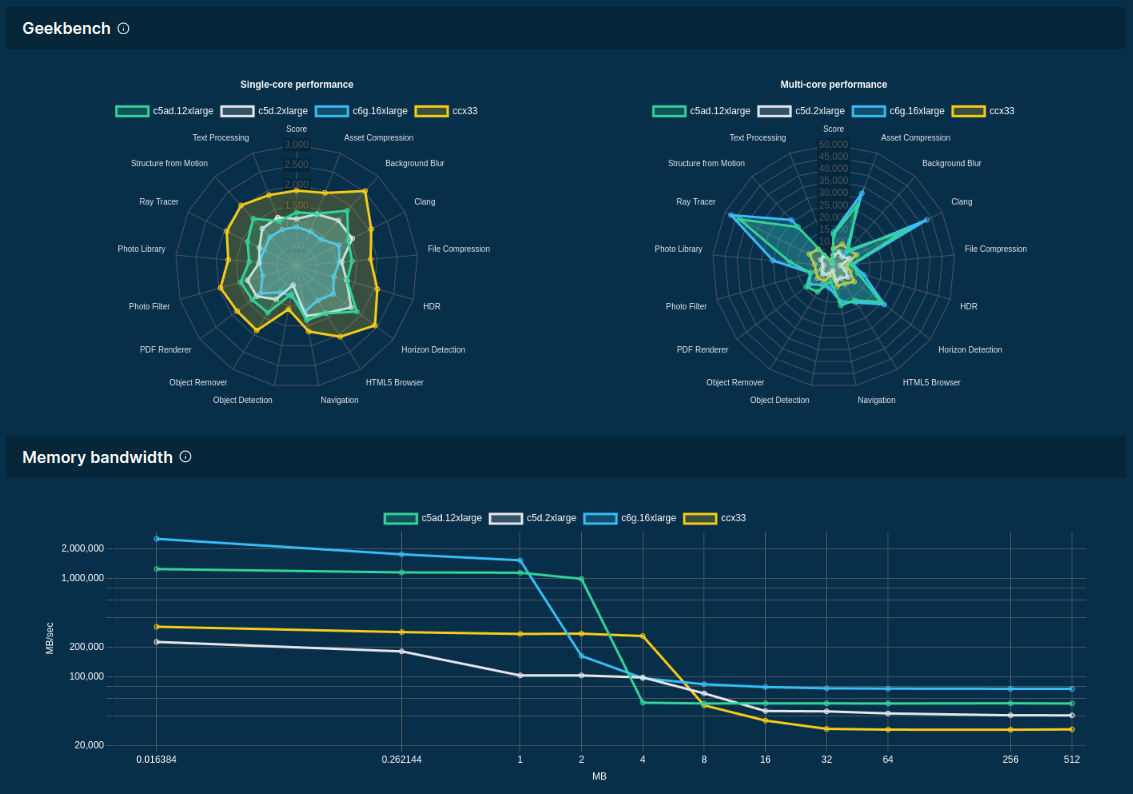 Geekbench
Single-core performance
c5ad.12xlarge c5d.2xlarge c6g.16xlarge ccx33
Score
Text Processing
Asset Compression
Structure from Motion
Background Blur
Ray Tracer
Clang
Photo Library
File Compression
Photo Filter
HDR
PDF Renderer
Horizon Detection
Object Remover
HTML5 Browser
Object Detection
Navigation
3,000
2,500
2,000
1,500
500
Multi-core performance
c5ad.12xlarge c5d.2xlarge c6g.16xlarge ccx33
Score
Text Processing
Asset Compression
Structure from Motion
Background Blur
Ray Tracer
Clang
Photo Library
File Compression
Photo Filter
HDR
PDF Renderer
Horizon Detection
Object Remover
HTML5 Browser
Object Detection
Navigation
50,000
45,000
40,000
35,000
30,000
25,000
20,000
15,000
10,000
Memory bandwidth
c5ad.12xlarge c5d.2xlarge c6g.16xlarge ccx33
MB/sec
2,000,000
1,000,000
200,000
100,000
20,000
0.016384 0.262144 1 2 4 8 16 32 64 256 512
MB